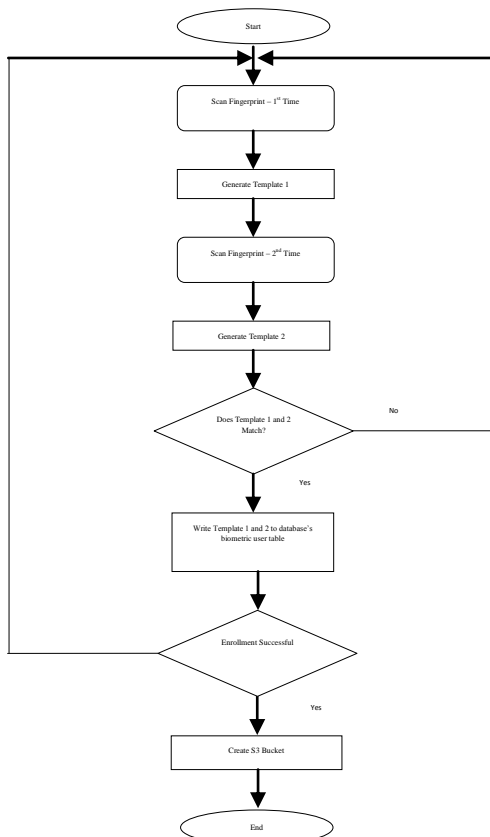 Start
Scan Fingerprint – 1st Time
Generate Template 1
Scan Fingerprint – 2nd Time
Generate Template 2
Does Template 1 and 2
Match?
No
Yes
Write Template 1 and 2 to database's
biometric user table
Enrollment Successful
Yes
Create S3 Bucket
End